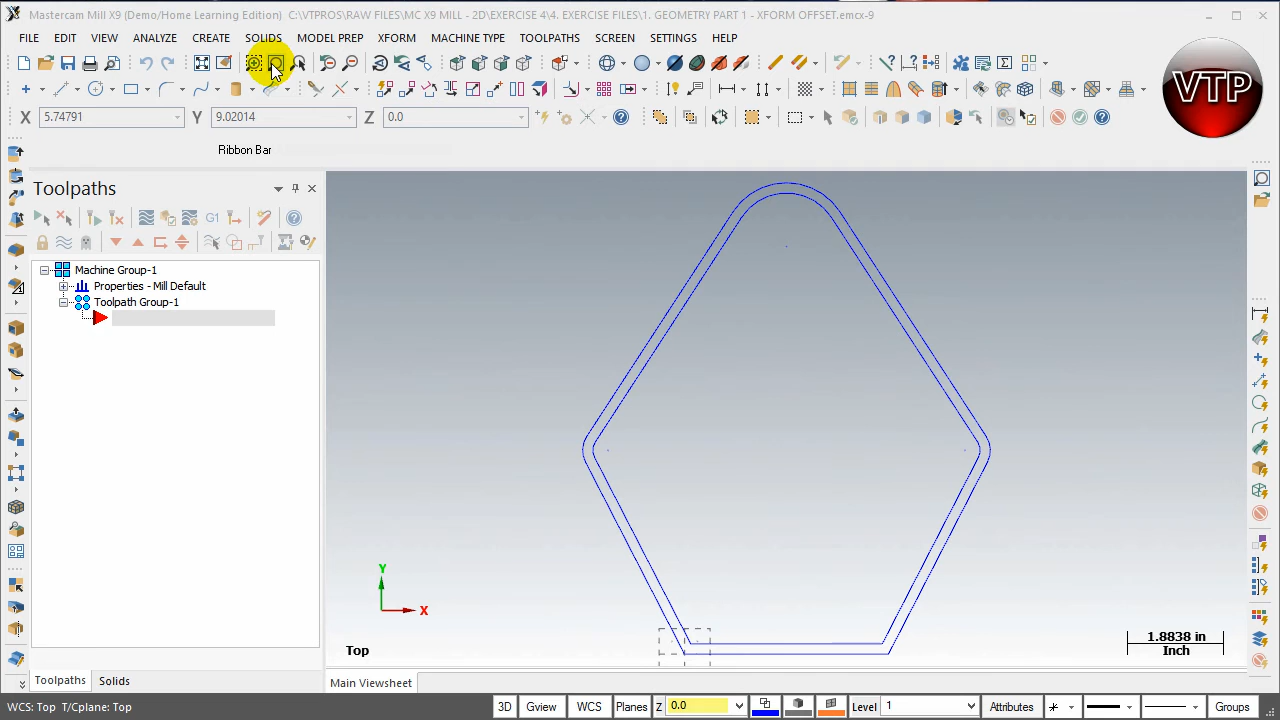 Mastercam Mill X9 (Demo/Home Learning Edition)  C:\VTPROS\RAW FILES\MC X9 MILL - 2D\EXERCISE 4\4. EXERCISE FILES\1. GEOMETRY PART 1 - XFORM OFFSET.emcx-9
FILE EDIT VIEW ANALYZE CREATE SOLIDS MODEL PREP XFORM MACHINE TYPE TOOLPATHS SCREEN SETTINGS HELP
VTP
X 5.74791 Y 9.02014 Z 0.0
Ribbon Bar
Toolpaths
G1
Machine Group-1
Properties - Mill Default
Toolpath Group-1
Y
X
Top
1.8838 in
Inch
Toolpaths Solids
Main Viewsheet
WCS: Top T/Cplane: Top
3D Gview WCS Planes Z 0.0 Level 1 Attributes Groups